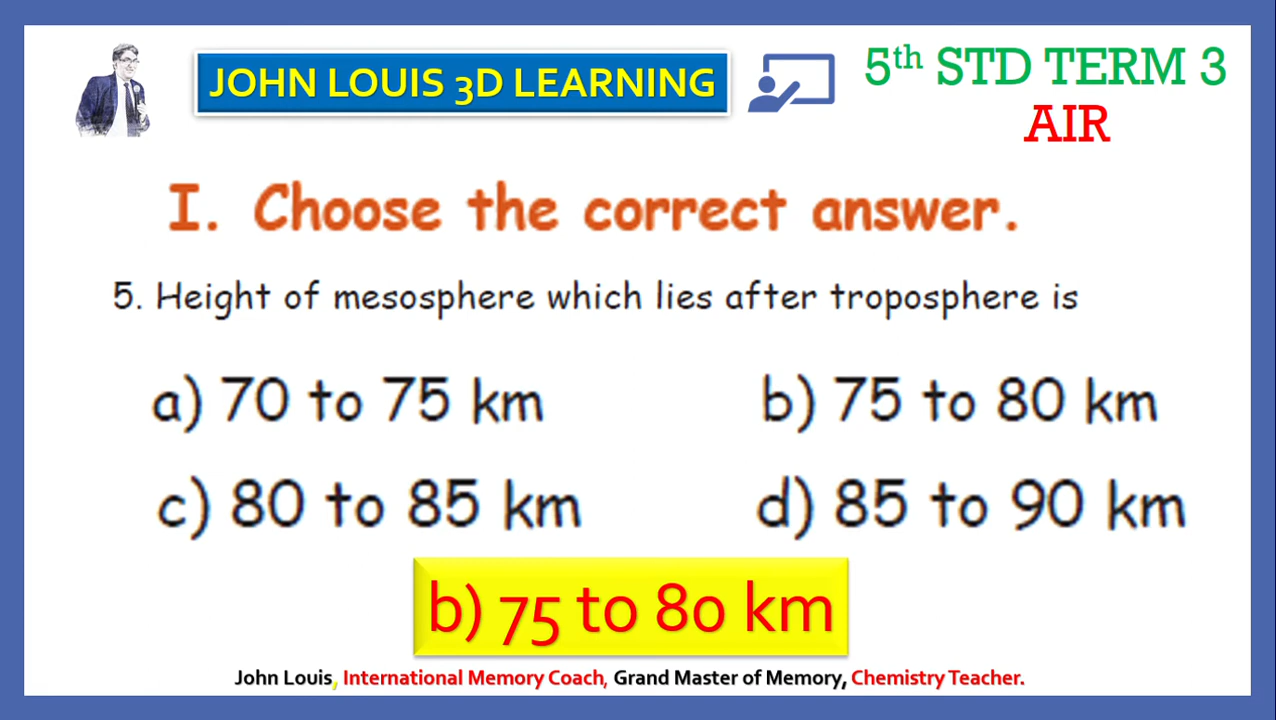 JOHN LOUIS 3D LEARNING
5th STD TERM 3
AIR
I. Choose the correct answer.
5. Height of mesosphere which lies after troposphere is
a) 70 to 75 km b) 75 to 80 km
c) 80 to 85 km d) 85 to 90 km
b) 75 to 80 km
John Louis, International Memory Coach, Grand Master of Memory, Chemistry Teacher.